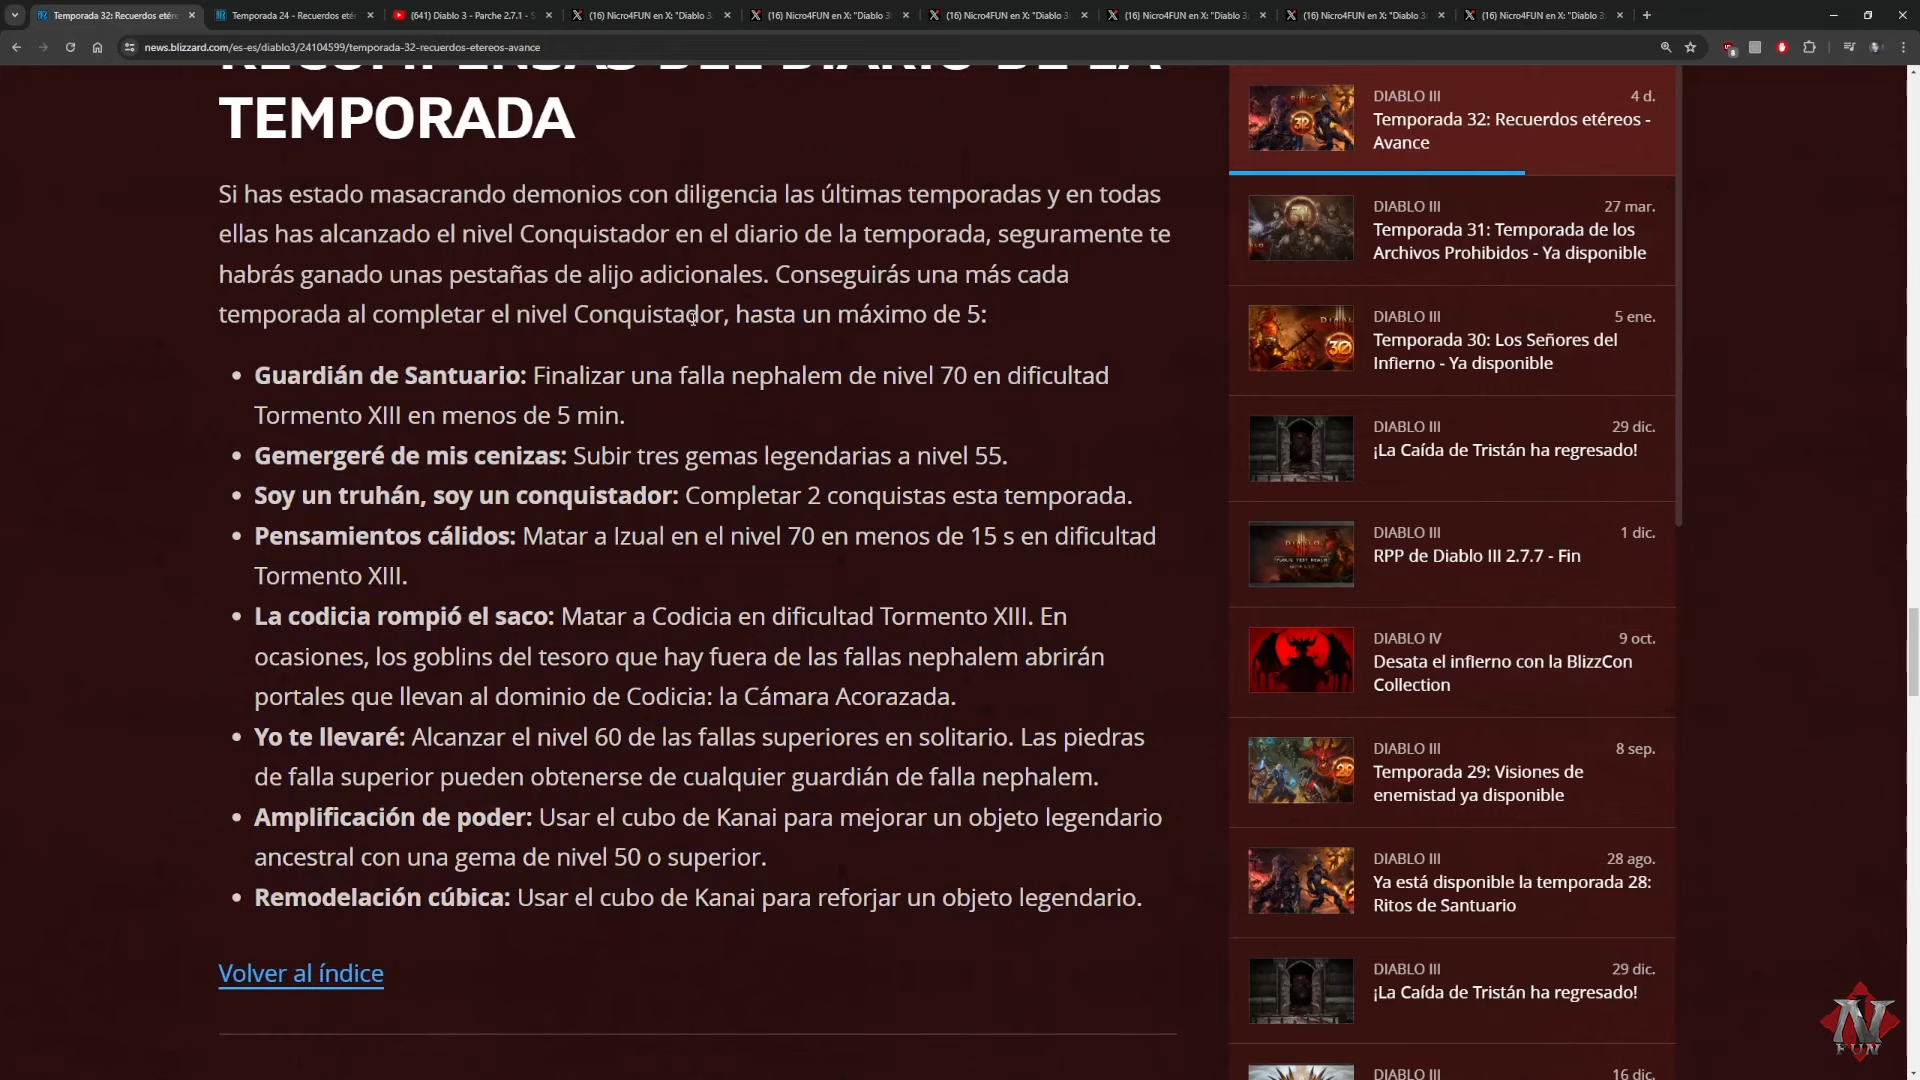 Temporada 32: Recuerdos etére
Temporada 24 - Recuerdos eté
(641) Diablo 3 - Parche 2.7.1 - S
(16) Nicro4FUN en X: "Diablo 3
(16) Nicro4FUN en X: "Diablo 3
(16) Nicro4FUN en X: "Diablo 3
(16) Nicro4FUN en X: "Diablo 3
(16) Nicro4FUN en X: "Diablo 3
(16) Nicro4FUN en X: "Diablo 3
news.blizzard.com/es-es/diablo3/24104599/temporada-32-recuerdos-etereos-avance
RECOMPENSAS DEL DIARIO DE LA
TEMPORADA
Si has estado masacrando demonios con diligencia las últimas temporadas y en todas
ellas has alcanzado el nivel Conquistador en el diario de la temporada, seguramente te
habrás ganado unas pestañas de alijo adicionales. Conseguirás una más cada
temporada al completar el nivel Conquistador, hasta un máximo de 5:
• Guardián de Santuario: Finalizar una falla nephalem de nivel 70 en dificultad
Tormento XIII en menos de 5 min.
• Gemergeré de mis cenizas: Subir tres gemas legendarias a nivel 55.
• Soy un truhán, soy un conquistador: Completar 2 conquistas esta temporada.
• Pensamientos cálidos: Matar a Izual en el nivel 70 en menos de 15 s en dificultad
Tormento XIII.
• La codicia rompió el saco: Matar a Codicia en dificultad Tormento XIII. En
ocasiones, los goblins del tesoro que hay fuera de las fallas nephalem abrirán
portales que llevan al dominio de Codicia: la Cámara Acorazada.
• Yo te llevaré: Alcanzar el nivel 60 de las fallas superiores en solitario. Las piedras
de falla superior pueden obtenerse de cualquier guardián de falla nephalem.
• Amplificación de poder: Usar el cubo de Kanai para mejorar un objeto legendario
ancestral con una gema de nivel 50 o superior.
• Remodelación cúbica: Usar el cubo de Kanai para reforjar un objeto legendario.
Volver al índice
DIABLO III 4 d.
Temporada 32: Recuerdos etéreos -
Avance
DIABLO III 27 mar.
Temporada 31: Temporada de los
Archivos Prohibidos - Ya disponible
DIABLO III 5 ene.
Temporada 30: Los Señores del
Infierno - Ya disponible
DIABLO III 29 dic.
¡La Caída de Tristán ha regresado!
DIABLO III 1 dic.
RPP de Diablo III 2.7.7 - Fin
DIABLO IV 9 oct.
Desata el infierno con la BlizzCon
Collection
DIABLO III 8 sep.
Temporada 29: Visiones de
enemistad ya disponible
DIABLO III 28 ago.
Ya está disponible la temporada 28:
Ritos de Santuario
DIABLO III 29 dic.
¡La Caída de Tristán ha regresado!
DIABLO III 16 dic.
N
FUN